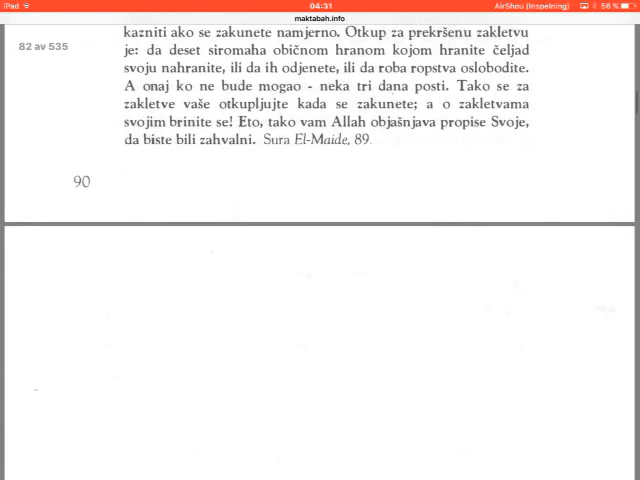 iPad
04:31
AirShou (Inspelning)
56 %
maktabah.info
82 av 535
kazniti ako se zakunete namjerno. Otkup za prekršenu zakletvu
je: da deset siromaha običnom hranom kojom hranite čeljad
svoju nahranite, ili da ih odjenete, ili da roba ropstva oslobodite.
A onaj ko ne bude mogao - neka tri dana posti. Tako se za
zakletve vaše otkupljujte kada se zakunete; a o zakletvama
svojim brinite se! Eto, tako vam Allah objašnjava propise Svoje,
da biste bili zahvalni. Sura El-Maide, 89.
90